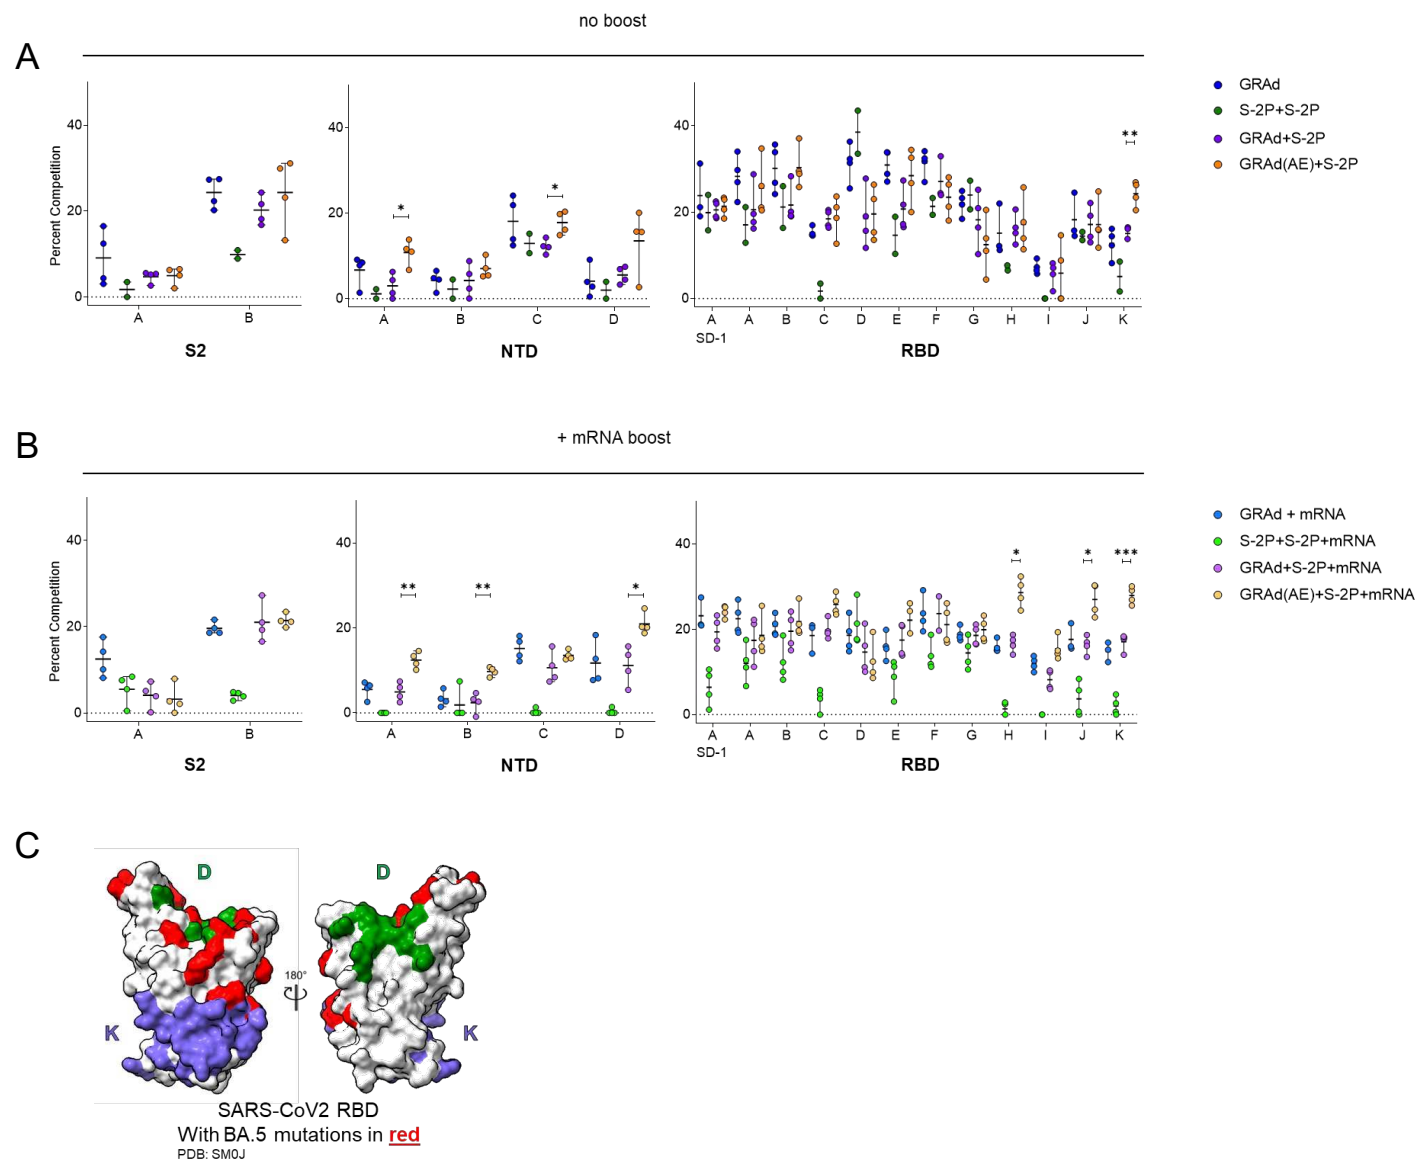 no boost
A
Percent Competition
40
20
0
A
B
S2
40
20
0
A
B
C
D
NTD
*
*
40
20
0
A
A
B
C
D
E
F
G
H
I
J
K
SD-1
RBD
**
GRAd
S-2P+S-2P
GRAd+S-2P
GRAd(AE)+S-2P
+ mRNA boost
B
Percent Competition
40
20
0
A
B
S2
40
20
0
A
B
C
D
NTD
**
**
*
40
20
0
A
A
B
C
D
E
F
G
H
I
J
K
SD-1
RBD
*
*
***
GRAd + mRNA
S-2P+S-2P+mRNA
GRAd+S-2P+mRNA
GRAd(AE)+S-2P+mRNA
C
D
D
180°
K
K
SARS-CoV2 RBD
With BA.5 mutations in red
PDB: SM0J